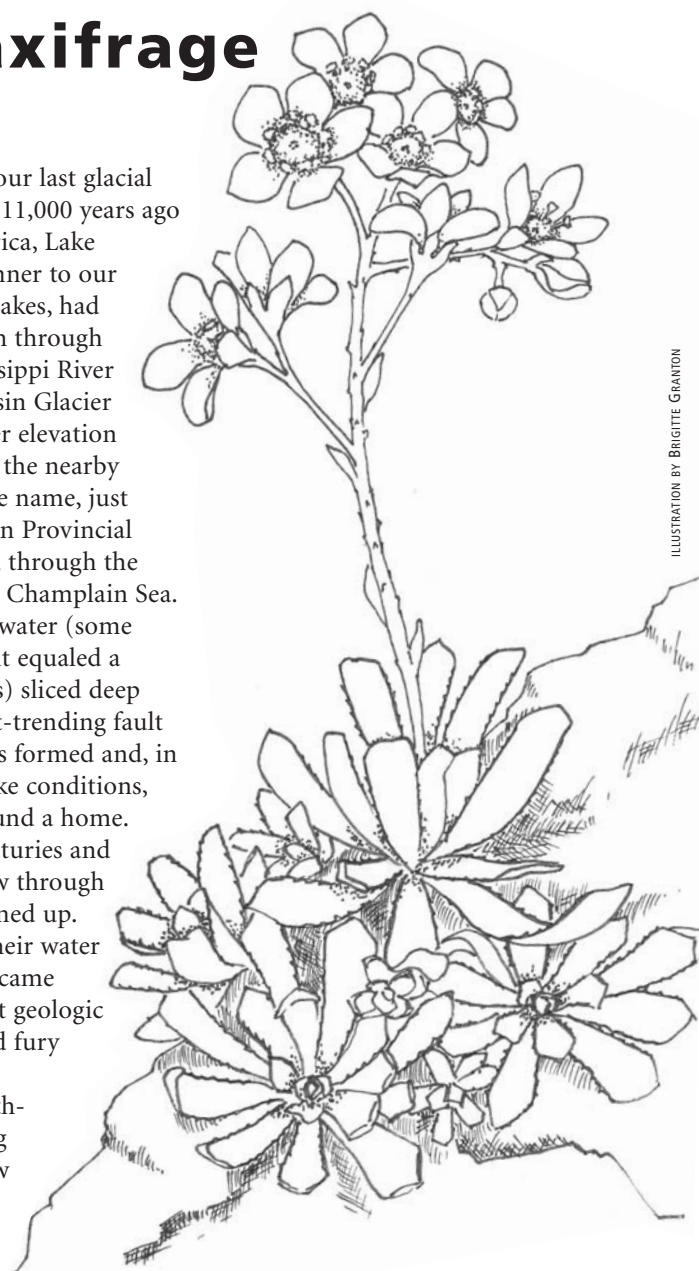 axifrage
our last glacial
11,000 years ago
rica, Lake
nner to our
akes, had
n through
sippi River
sin Glacier
er elevation
the nearby
e name, just
n Provincial
through the
Champlain Sea.
water (some
t equaled a
s) sliced deep
t-trending fault
s formed and, in
ke conditions,
und a home.
turies and
w through
ned up.
heir water
came
t geologic
d fury
th-
g
w
ILLUSTRATION BY BRIGITTE GRANTON